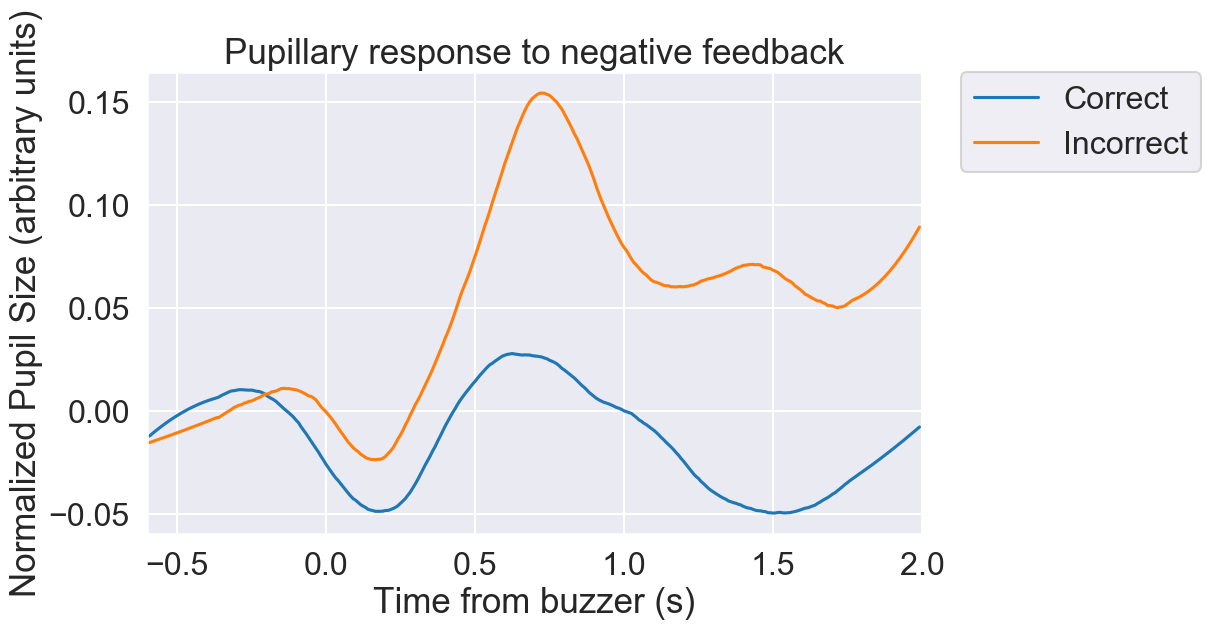 Pupillary response to negative feedback
Normalized Pupil Size (arbitrary units)
0.15
0.10
0.05
0.00
−0.05
−0.5 0.0 0.5 1.0 1.5 2.0
Time from buzzer (s)
Correct
Incorrect